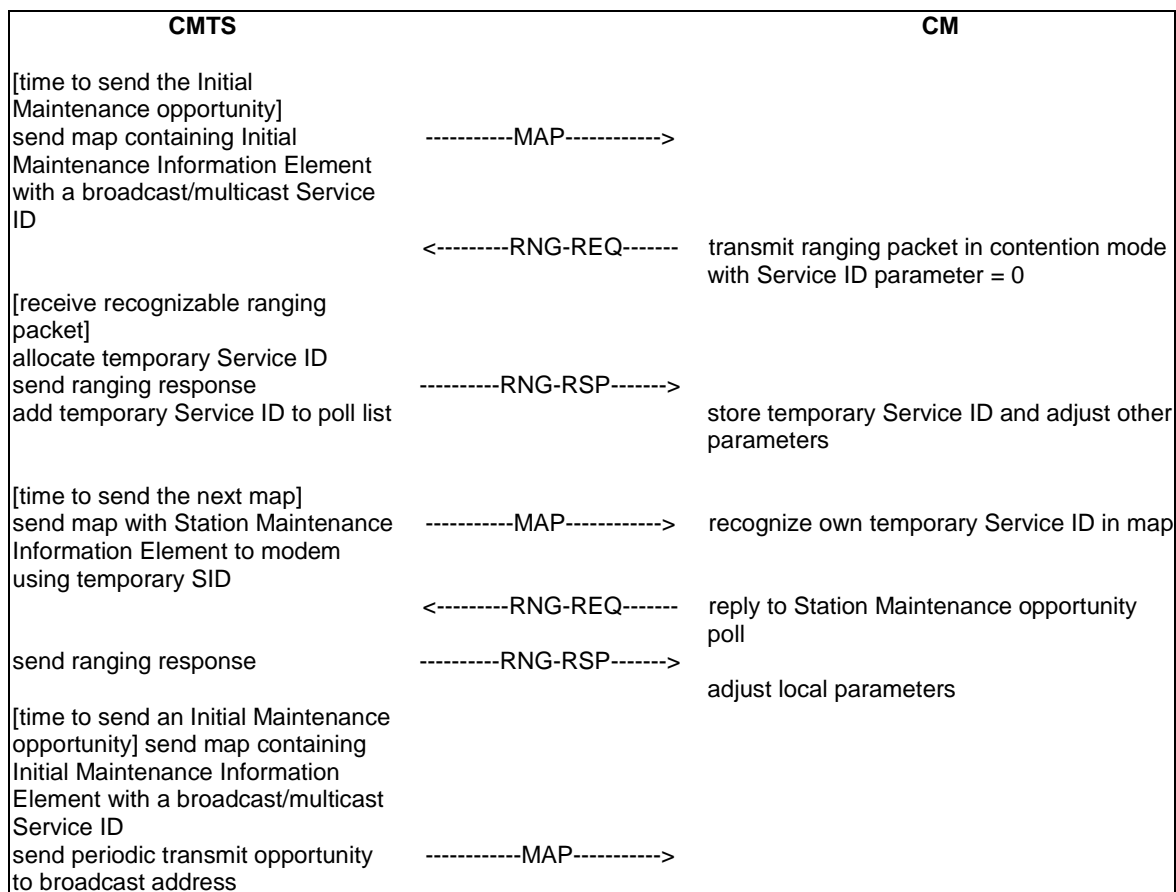 CMTS CM
[time to send the Initial
Maintenance opportunity]
send map containing Initial -----------MAP------------>
Maintenance Information Element
with a broadcast/multicast Service
ID
<---------RNG-REQ------- transmit ranging packet in contention mode
with Service ID parameter = 0
[receive recognizable ranging
packet]
allocate temporary Service ID
send ranging response ----------RNG-RSP------->
add temporary Service ID to poll list store temporary Service ID and adjust other
parameters
[time to send the next map]
send map with Station Maintenance -----------MAP------------> recognize own temporary Service ID in map
Information Element to modem
using temporary SID
<---------RNG-REQ------- reply to Station Maintenance opportunity
poll
send ranging response ----------RNG-RSP------->
adjust local parameters
[time to send an Initial Maintenance
opportunity] send map containing
Initial Maintenance Information
Element with a broadcast/multicast
Service ID
send periodic transmit opportunity ------------MAP----------->
to broadcast address